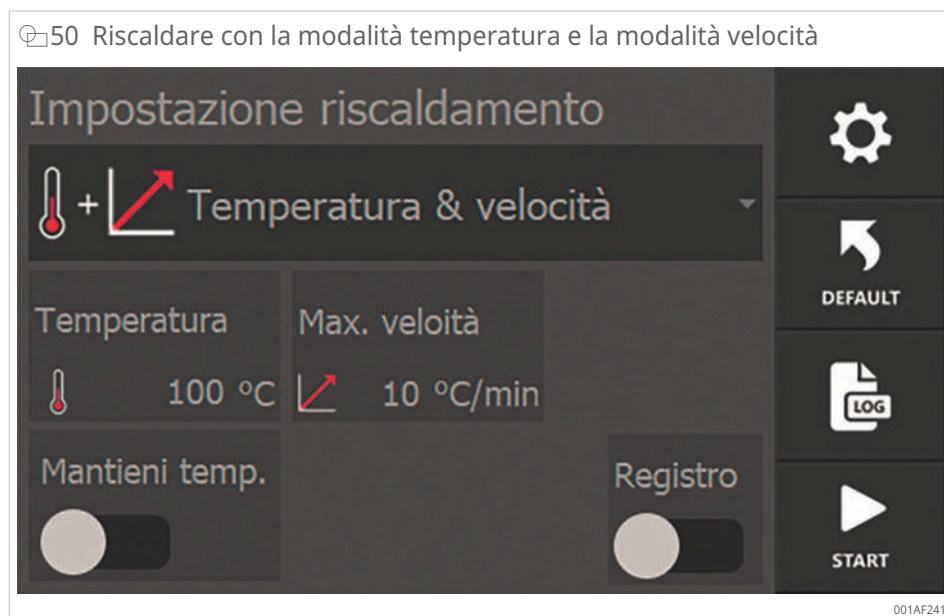 50 Riscaldare con la modalità temperatura e la modalità velocità
Impostazione riscaldamento
+ Temperatura & velocità
Temperatura
100 °C
Max. veloità
10 °C/min
Mantieni temp.
Registro
DEFAULT
LOG
START
001AF241